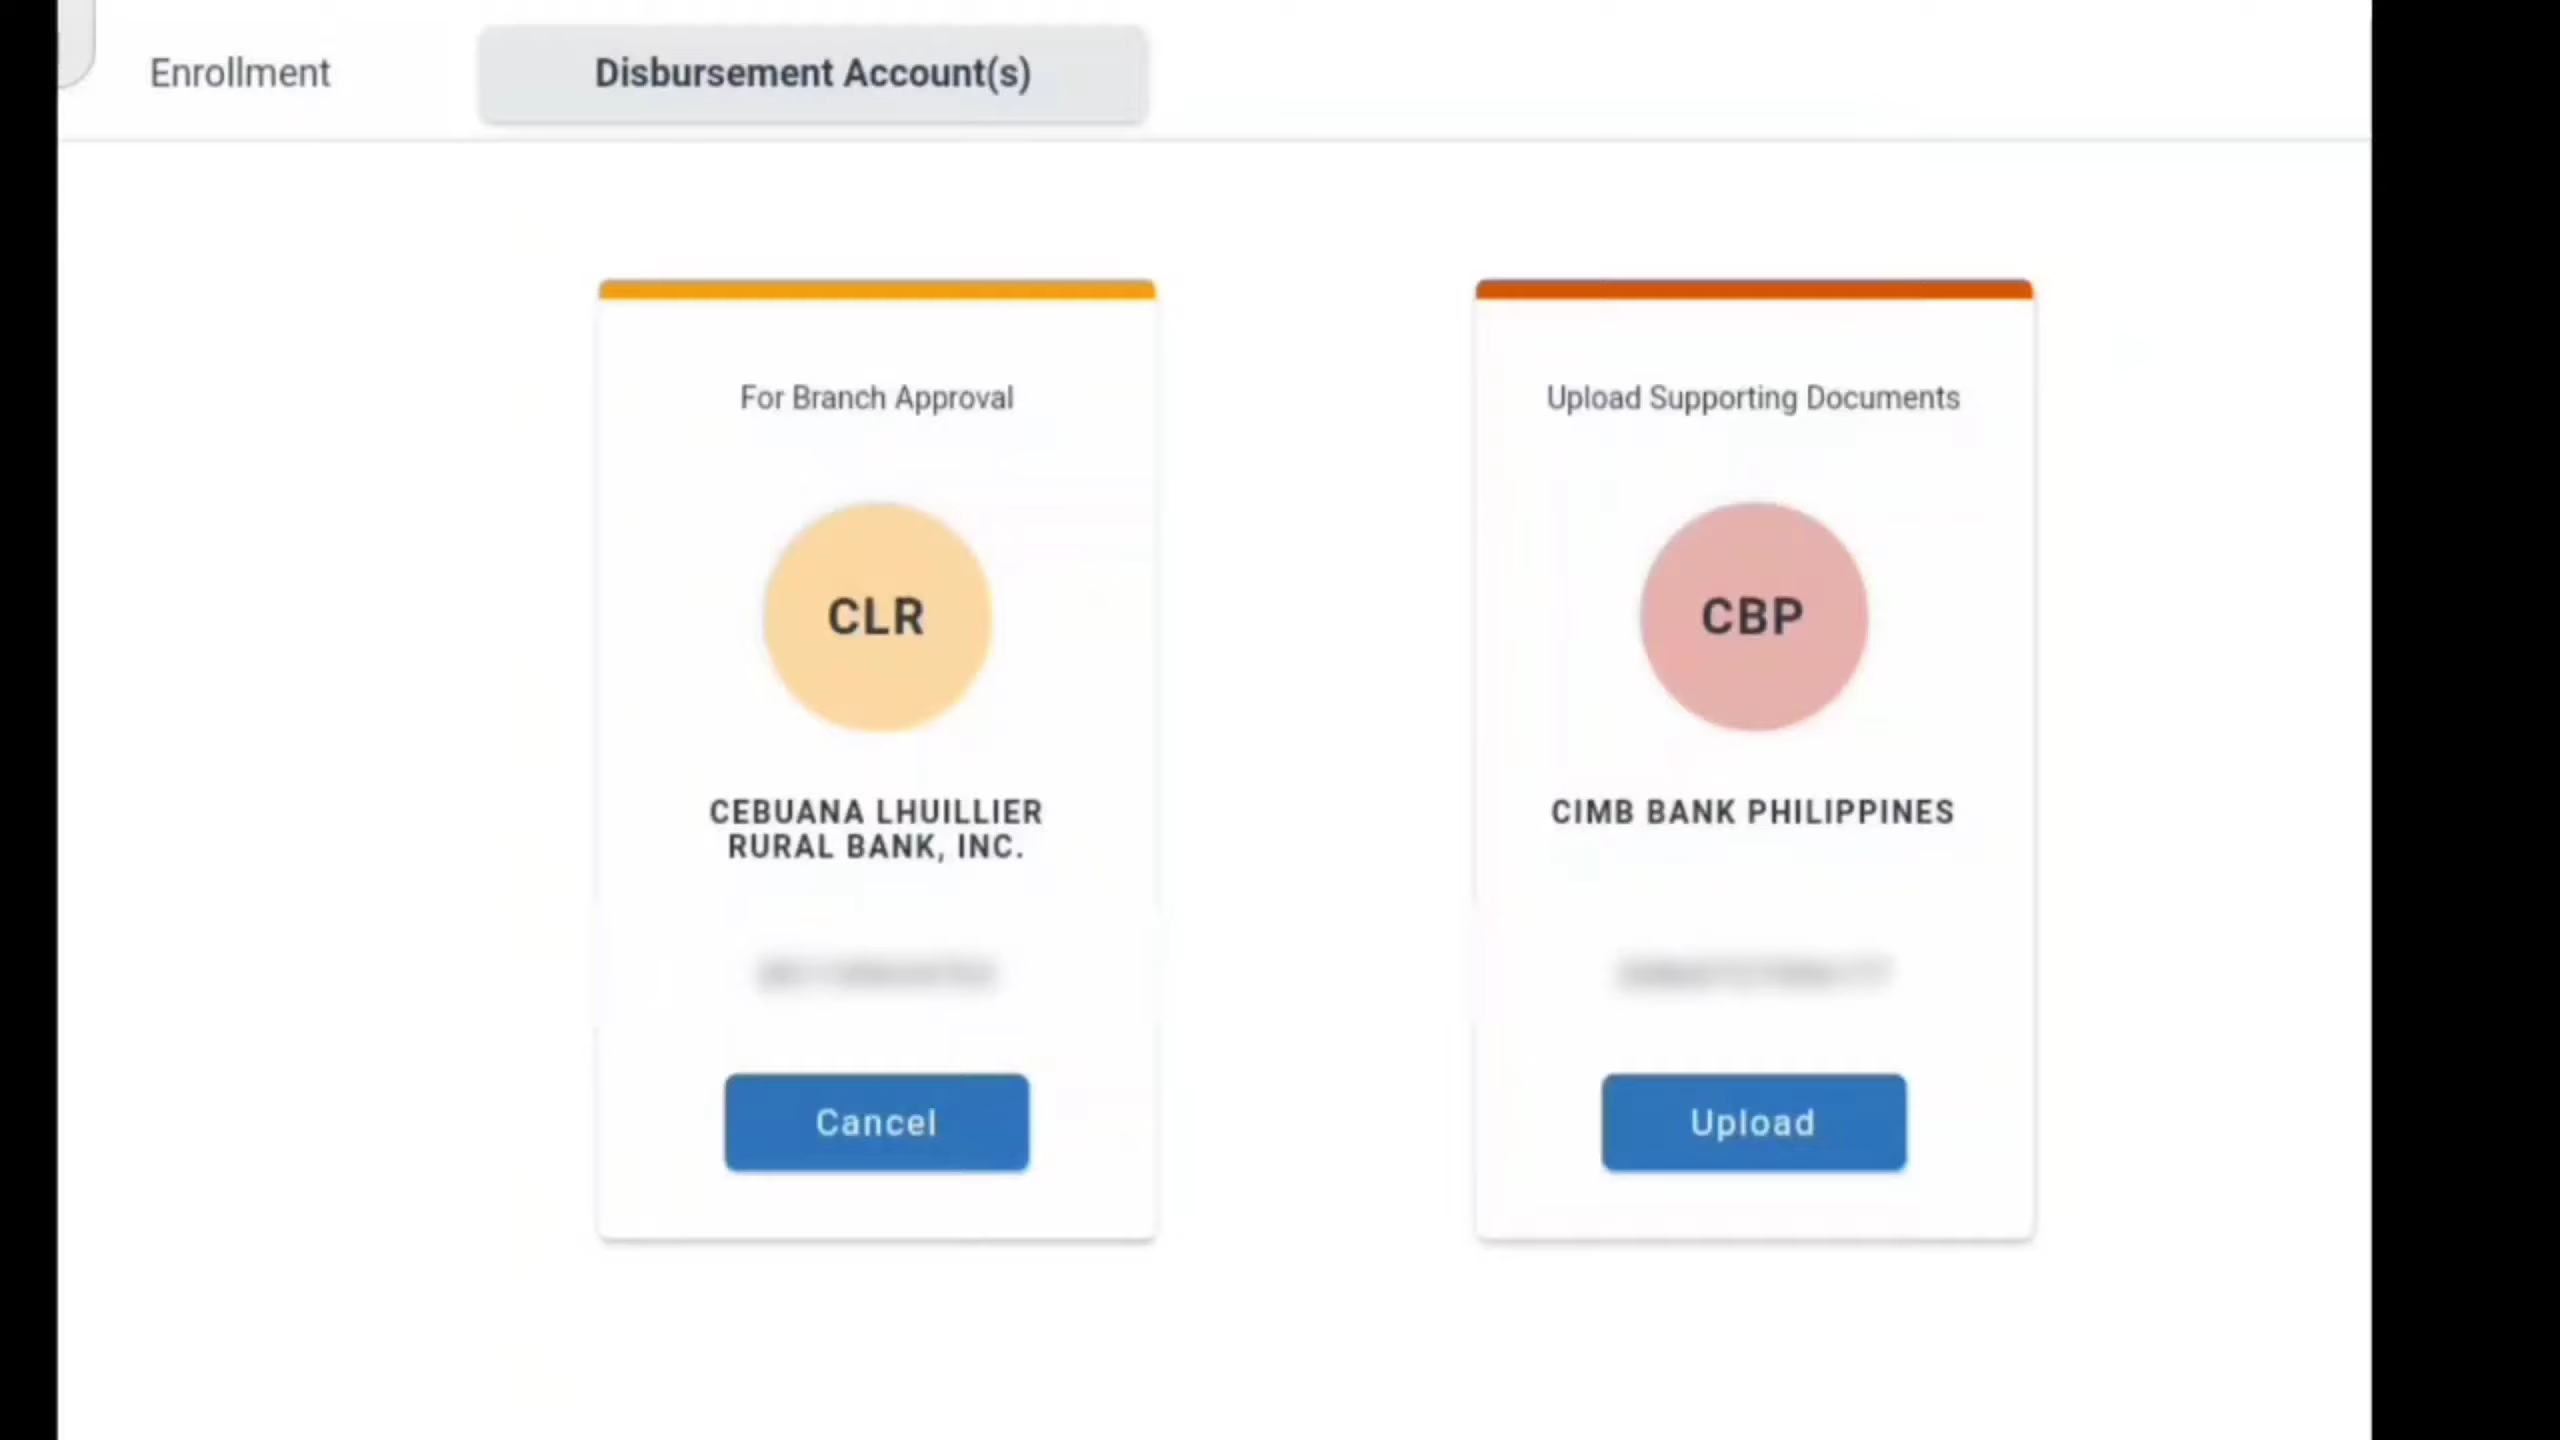 Enrollment
Disbursement Account(s)
For Branch Approval
CLR
CEBUANA LHUILLIER
RURAL BANK, INC.
Cancel
Upload Supporting Documents
CBP
CIMB BANK PHILIPPINES
Upload